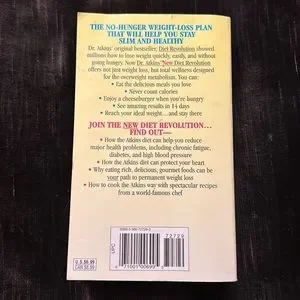 THE NO-HUNGER WEIGHT-LOSS PLAN
THAT WILL HELP YOU STAY
SLIM AND HEALTHY
Dr. Atkins' original bestseller, Diet Revolution showed
millions how to lose weight quickly, easily, and without
going hungry. Now Dr. Atkins' New Diet Revolution
offers not just weight loss, but total wellness designed
for the overweight metabolism. You can:
• Eat the delicious meals you love
• Never count calories
• Enjoy a cheeseburger when you're hungry
• See amazing results in 14 days
• Reach your ideal weight...and stay there
JOIN THE NEW DIET REVOLUTION...
FIND OUT—
• How the Atkins diet can help you reduce
major health problems, including chronic fatigue,
diabetes, and high blood pressure
• How the Atkins diet can protect your heart
• Why eating rich, delicious, gourmet foods can be
your path to permanent weight loss
• How to cook the Atkins way with spectacular recipes
from a world-famous chef
72729
UPC
U.S. $6.99
CAN. $8.99